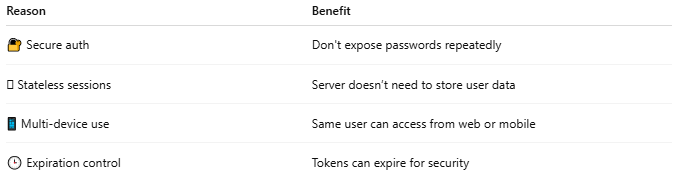 Reason Benefit
🔐 Secure auth Don't expose passwords repeatedly
▯ Stateless sessions Server doesn't need to store user data
📱 Multi-device use Same user can access from web or mobile
🕒 Expiration control Tokens can expire for security